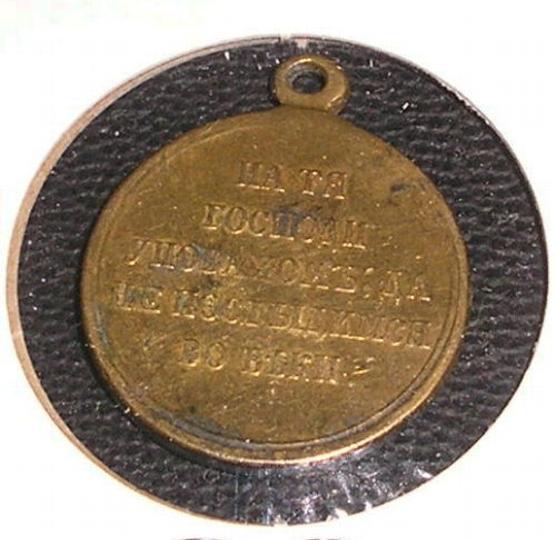 НА ТЯ
ГОСПОДИ
УПОВАХОМЪ: ДА
НЕ ПОСТЫДИМСЯ
ВО ВѢКИ.